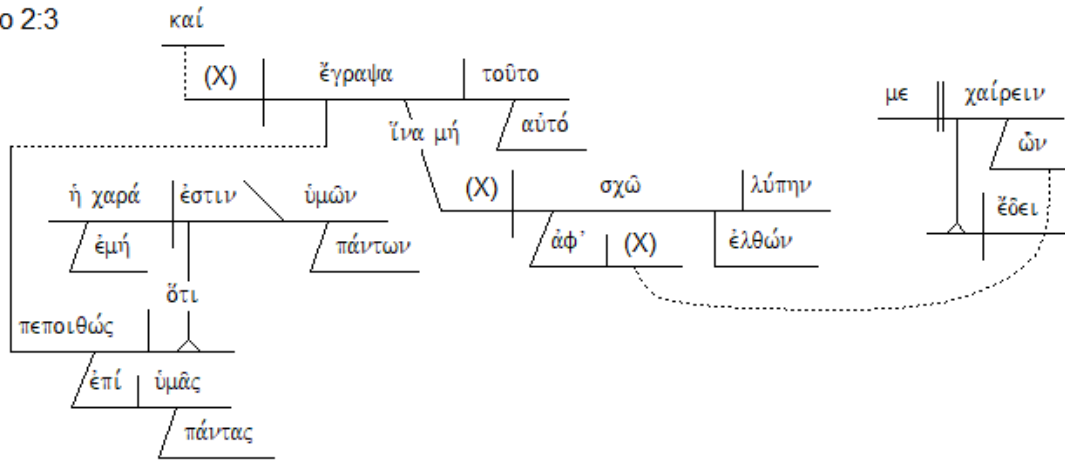 o 2:3
καί
(X) ἔγραψα τοῦτο
με χαίρειν
ἵνα μή αὐτό
ὧν
ἡ χαρά ἐστιν ὑμῶν
(X) σχῶ λύπην
ἔδει
ἐμή πάντων
ἀφ’ (X) ἐλθών
ὅτι
πεποιθώς
ἐπί ὑμᾶς
πάντας